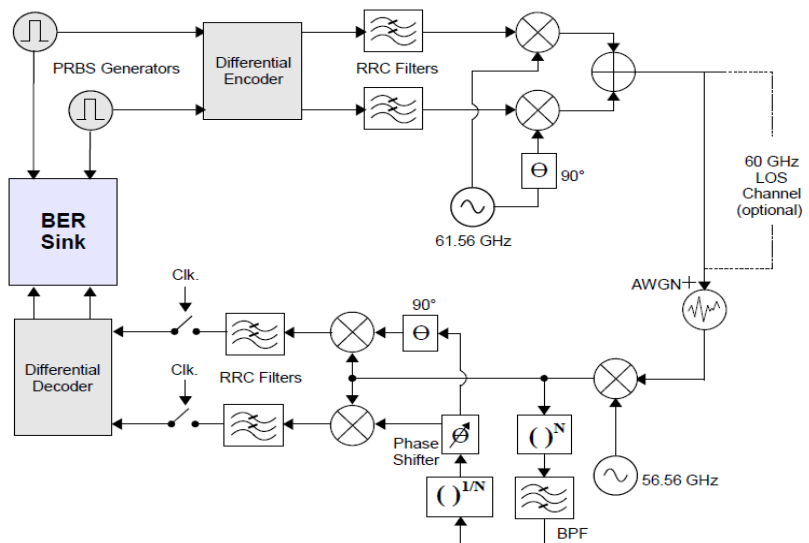 PRBS Generators
Differential
Encoder
RRC Filters
Θ
90°
61.56 GHz
60 GHz
LOS
Channel
(optional)
BER
Sink
AWGN
+
Clk.
90°
Θ
Differential
Decoder
RRC Filters
Clk.
Phase
Shifter
Θ
( )^N
( )^1/N
56.56 GHz
BPF